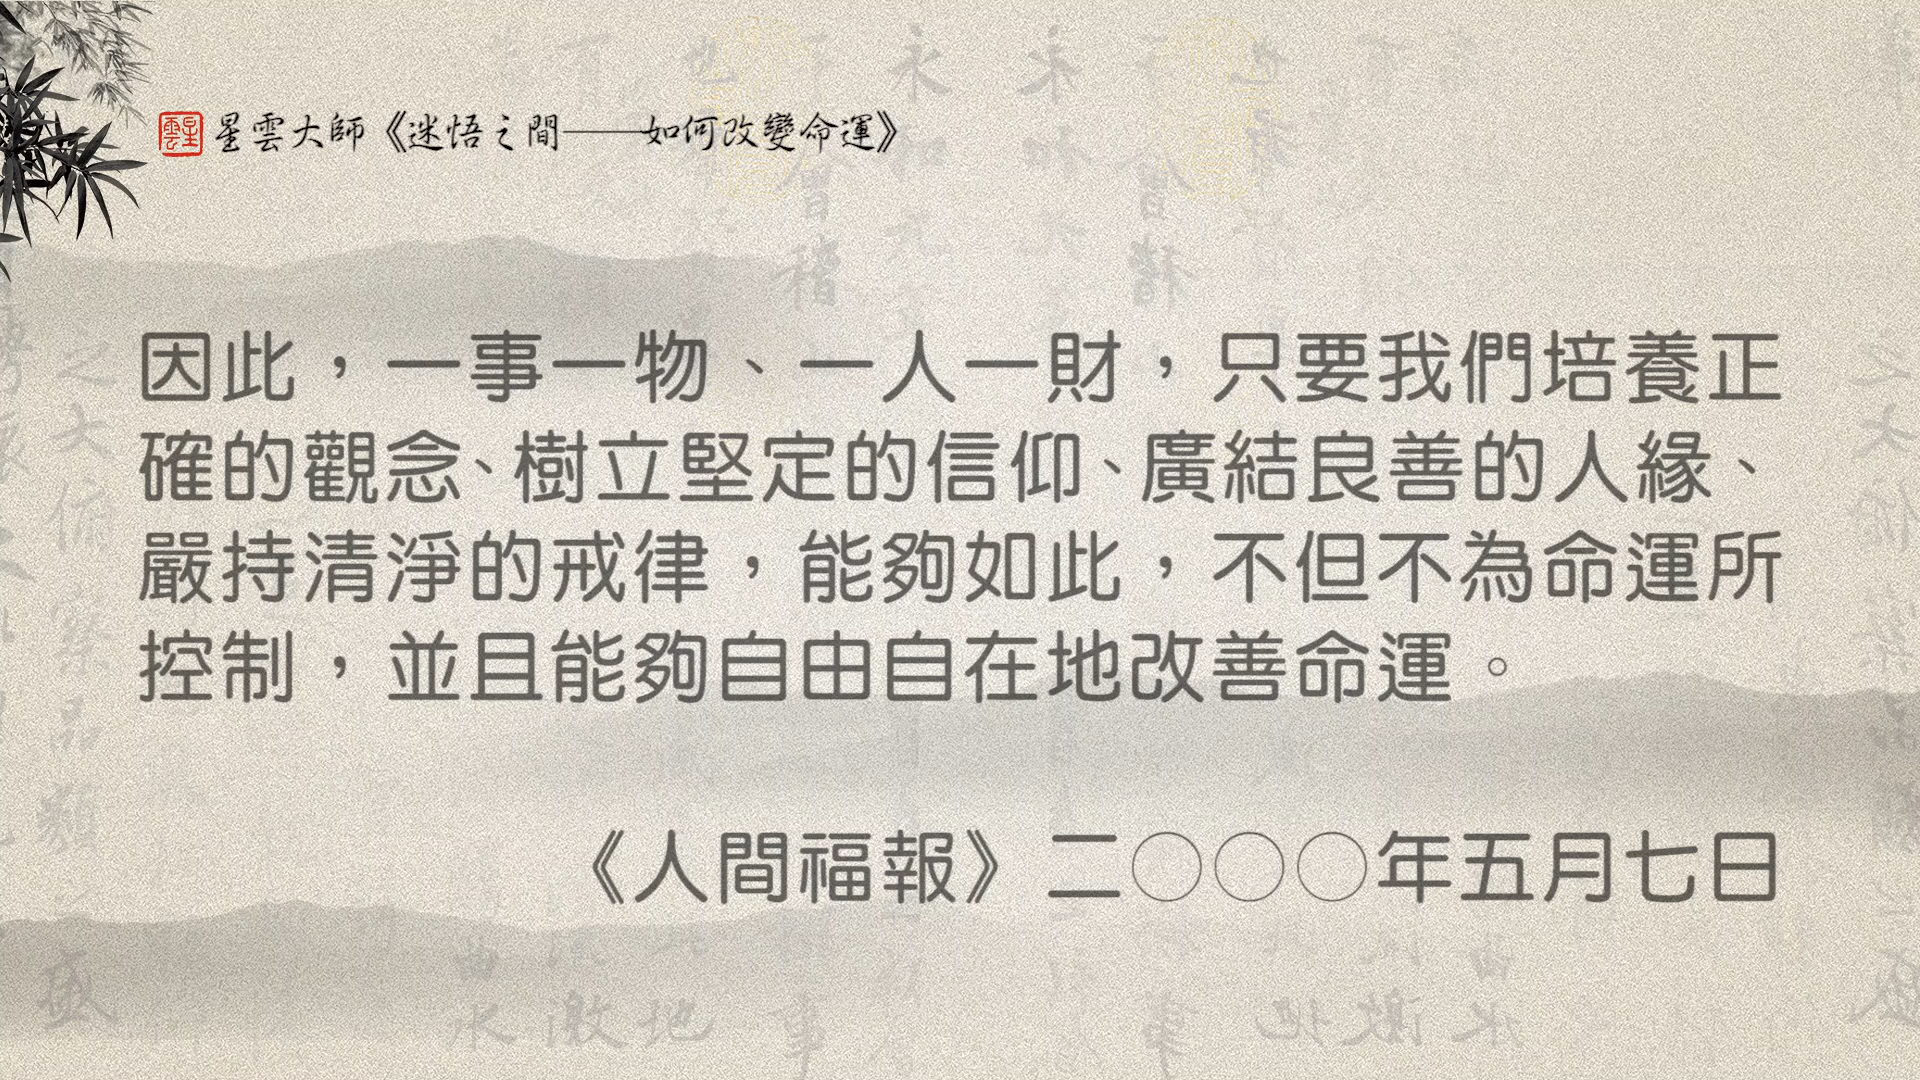 星雲
星雲大師《迷悟之間——如何改變命運》
因此，一事一物、一人一財，只要我們培養正
確的觀念、樹立堅定的信仰、廣結良善的人緣、
嚴持清淨的戒律，能夠如此，不但不為命運所
控制，並且能夠自由自在地改善命運。
《人間福報》二〇〇〇年五月七日